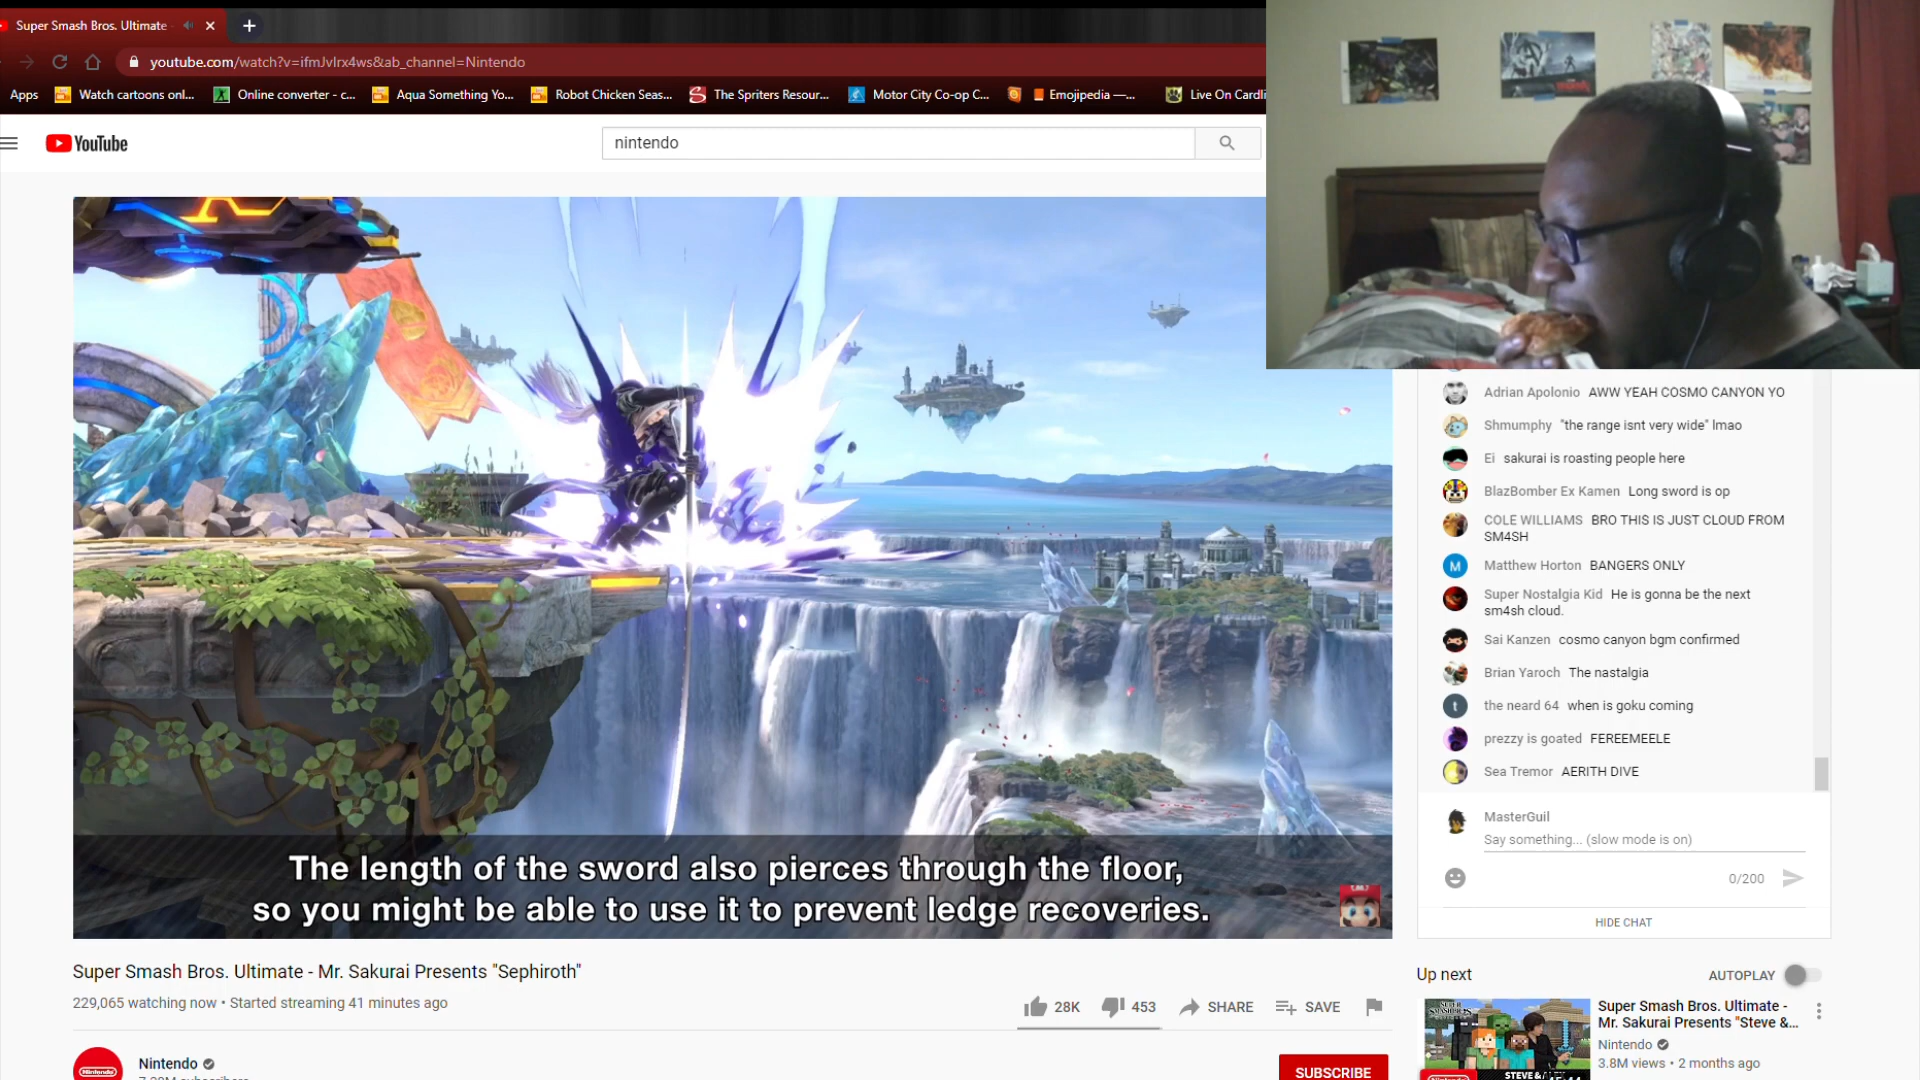 Super Smash Bros. Ultimate
youtube.com/watch?v=ifmJvIrx4ws&ab_channel=Nintendo
Apps
Watch cartoons onl...
Online converter - c...
Aqua Something Yo...
Robot Chicken Seas...
The Spriters Resour...
Motor City Co-op C...
Emojipedia —...
Live On Cardli
YouTube
nintendo
Adrian Apolonio AWW YEAH COSMO CANYON YO
Shmumphy "the range isnt very wide" lmao
Ei sakurai is roasting people here
BlazBomber Ex Kamen Long sword is op
COLE WILLIAMS BRO THIS IS JUST CLOUD FROM
SM4SH
M Matthew Horton BANGERS ONLY
Super Nostalgia Kid He is gonna be the next
sm4sh cloud.
Sai Kanzen cosmo canyon bgm confirmed
Brian Yaroch The nastalgia
t the neard 64 when is goku coming
prezzy is goated FEREEMEELE
Sea Tremor AERITH DIVE
MasterGuil
Say something... (slow mode is on)
0/200
HIDE CHAT
The length of the sword also pierces through the floor,
so you might be able to use it to prevent ledge recoveries.
Super Smash Bros. Ultimate - Mr. Sakurai Presents "Sephiroth"
229,065 watching now • Started streaming 41 minutes ago
28K
453
SHARE
SAVE
Nintendo
Nintendo
SUBSCRIBE
Up next
AUTOPLAY
Super Smash Bros. Ultimate -
Mr. Sakurai Presents "Steve &...
Nintendo
3.8M views • 2 months ago